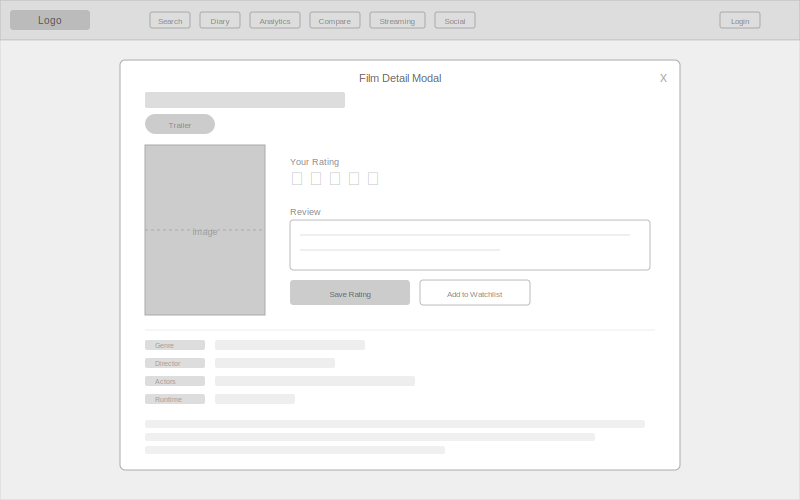 Logo
Search
Diary
Analytics
Compare
Streaming
Social
Login
Film Detail Modal
X
Trailer
Image
Your Rating
Review
Save Rating
Add to Watchlist
Genre
Director
Actors
Runtime